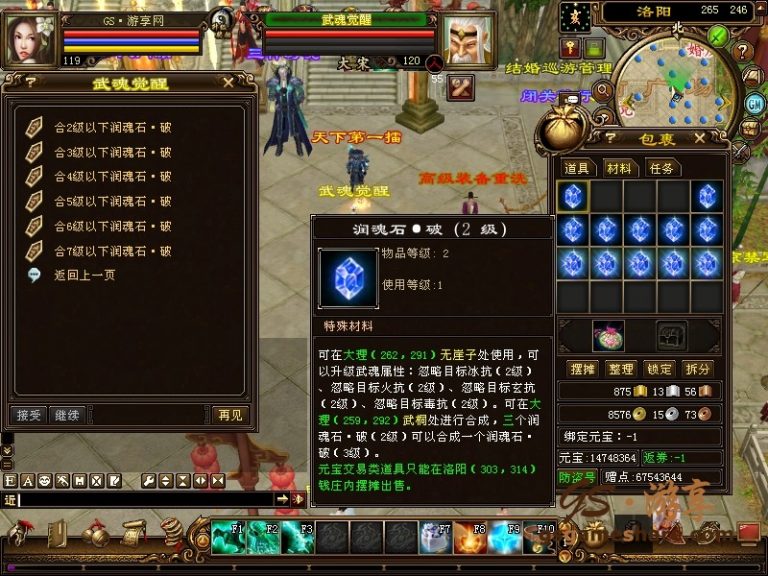 GS·游享网
119
武魂觉醒
大宋
120
55
洛阳
265 246
北
GM
结婚巡游管理
天下第一擂
武魂觉醒
高级装备重洗
武魂觉醒
合2级以下润魂石·破
合3级以下润魂石·破
合4级以下润魂石·破
合5级以下润魂石·破
合6级以下润魂石·破
合7级以下润魂石·破
返回上一页
接受
继续
再见
润魂石●破(2 级)
物品等级: 2
使用等级:1
特殊材料
可在大理(262,291)无崖子处使用,可
以升级武魂属性:忽略目标冰抗(2级)
、忽略目标火抗(2级)、忽略目标玄抗
(2级)、忽略目标毒抗(2级)。可在大
理(259,292)武桐处进行合成,三个润
魂石·破(2级)可以合成一个润魂石·
破(3级)。
元宝交易类道具只能在洛阳(303,314)
钱庄内摆摊出售。
包裹
道具
材料
任务
摆摊
整理
锁定
拆分
875 13 56
8576 15 73
绑定元宝:-1
元宝:14748364
返券:-1
防盗号
赠点:67543644
近
F1
F2
F3
F7
F8
F9
F10
GS·游享